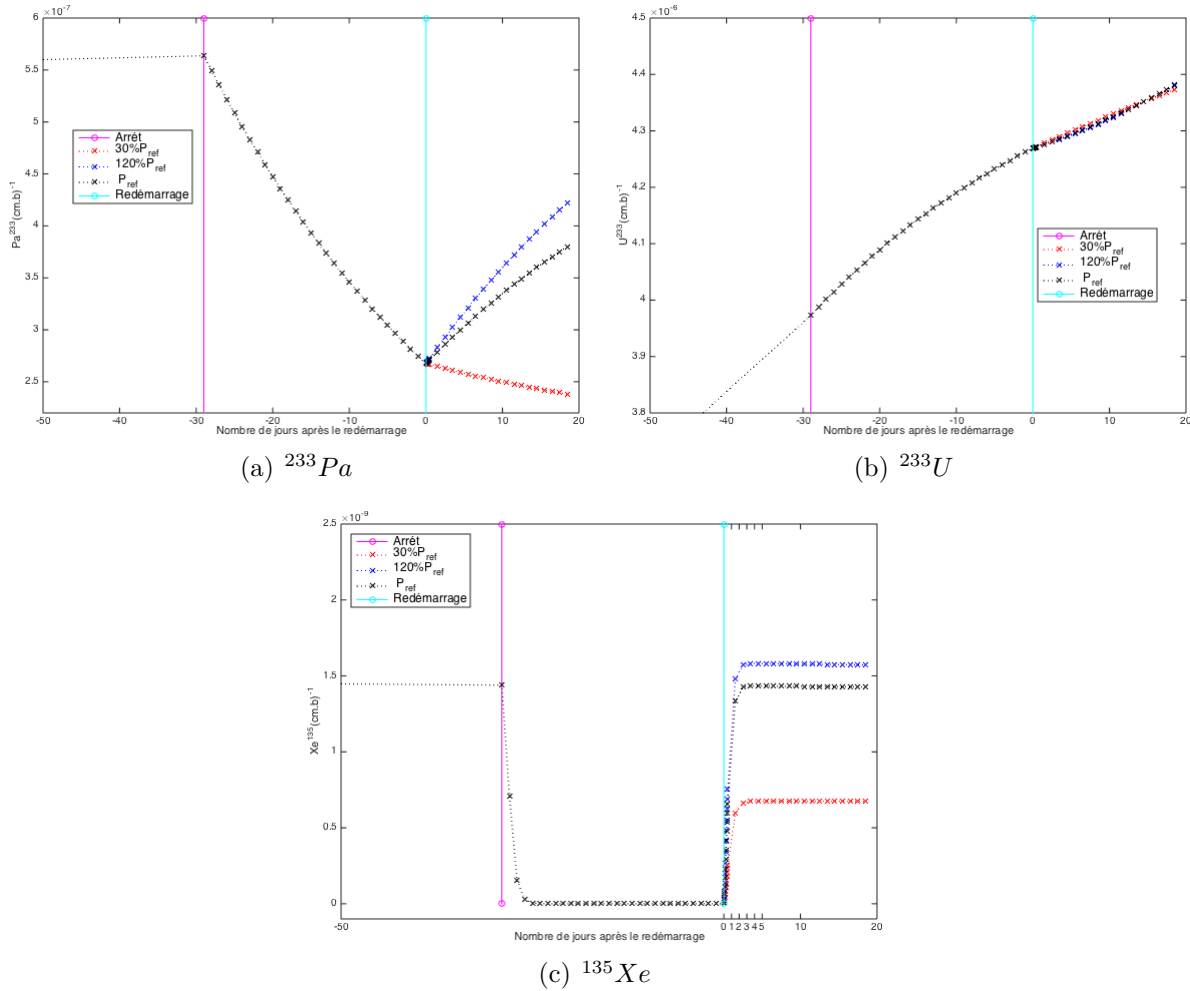 ×10⁻⁷
6
5.5
5
4.5
4
3.5
3
2.5
Pa²³³(cm.b)⁻¹
Arrêt
30%P_ref
120%P_ref
P_ref
Redémarrage
-50 -40 -30 -20 -10 0 10 20
Nombre de jours après le redémarrage
(a) ²³³Pa
×10⁻⁶
4.5
4.4
4.3
4.2
4.1
4
3.9
3.8
U²³³(cm.b)⁻¹
Arrêt
30%P_ref
120%P_ref
P_ref
Redémarrage
-50 -40 -30 -20 -10 0 10 20
Nombre de jours après le redémarrage
(b) ²³³U
×10⁻⁹
2.5
2
1.5
1
0.5
0
Xe¹³⁵(cm.b)⁻¹
Arrêt
30%P_ref
120%P_ref
P_ref
Redémarrage
-50 0 1 2 3 4 5 10 20
Nombre de jours après le redémarrage
(c) ¹³⁵Xe